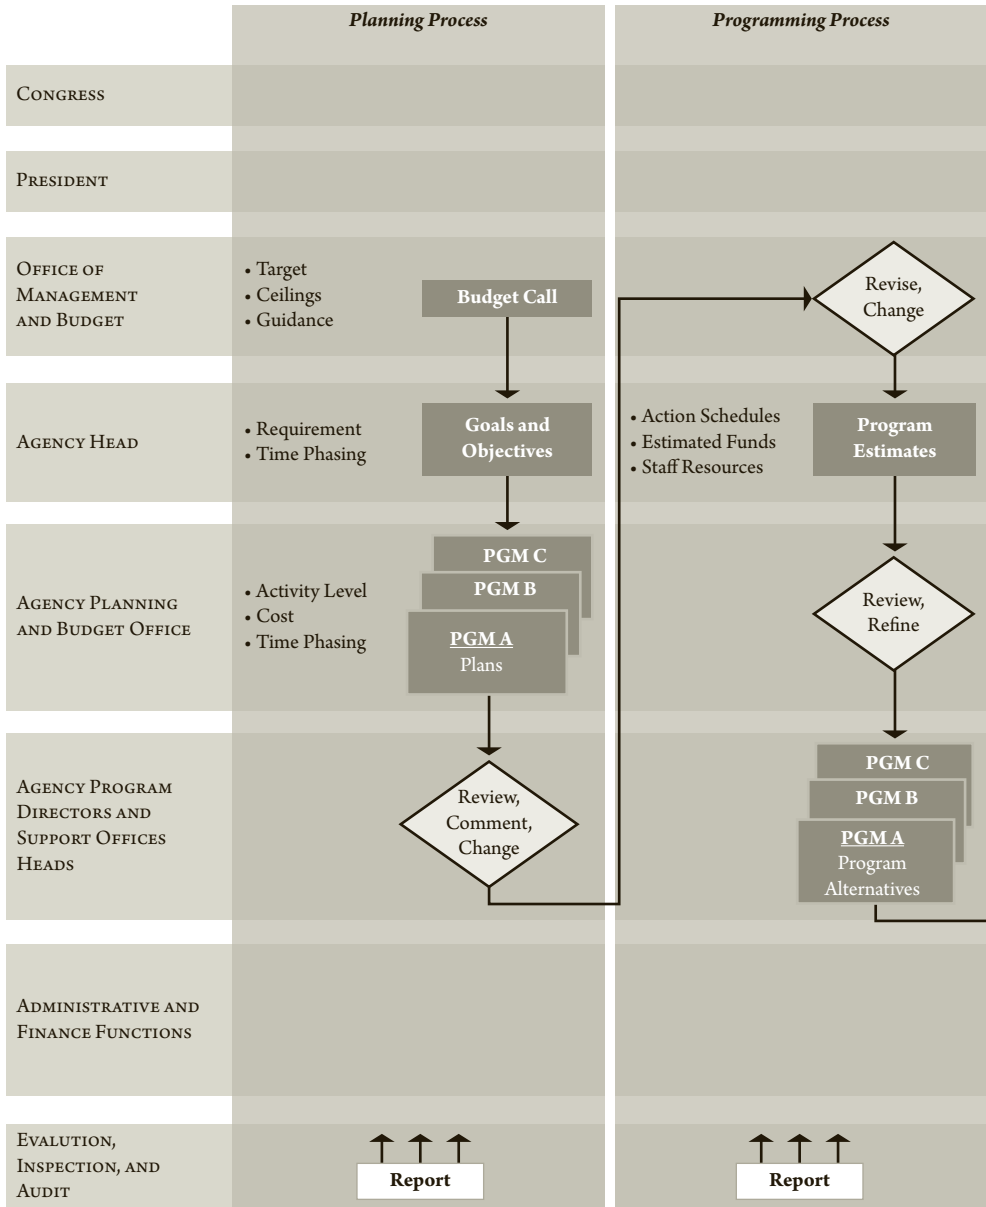 Planning Process
Programming Process
Congress
President
Office of
Management
and Budget
• Target
• Ceilings
• Guidance
Budget Call
Revise,
Change
Agency Head
• Requirement
• Time Phasing
Goals and
Objectives
• Action Schedules
• Estimated Funds
• Staff Resources
Program
Estimates
Agency Planning
and Budget Office
• Activity Level
• Cost
• Time Phasing
PGM C
PGM B
PGM A
Plans
Review,
Refine
Agency Program
Directors and
Support Offices
Heads
Review,
Comment,
Change
PGM C
PGM B
PGM A
Program
Alternatives
Administrative and
Finance Functions
Evalution,
Inspection, and
Audit
Report
Report